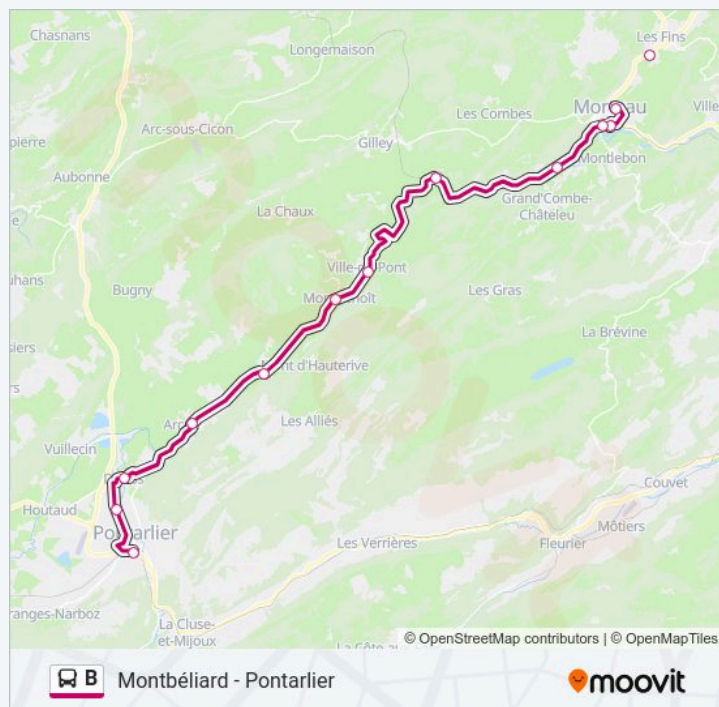 Chasnans
Les Fins
Longemaison
Les Combes
Ville
Arc-sous-Cicon
Gilley
Montlebon
Aubonne
Grand'Combe-
Châteleu
La Chaux
Bugny
Les Gras
La Brévine
d'Hauterive
Les Alliés
Vuillecin
Couvet
Houtaud
Pontarlier
Môtiers
Les Verrières
Fleurier
La Cluse-
et-Mijoux
© OpenStreetMap contributors | © OpenMapTiles
B Montbéliard - Pontarlier
moovit